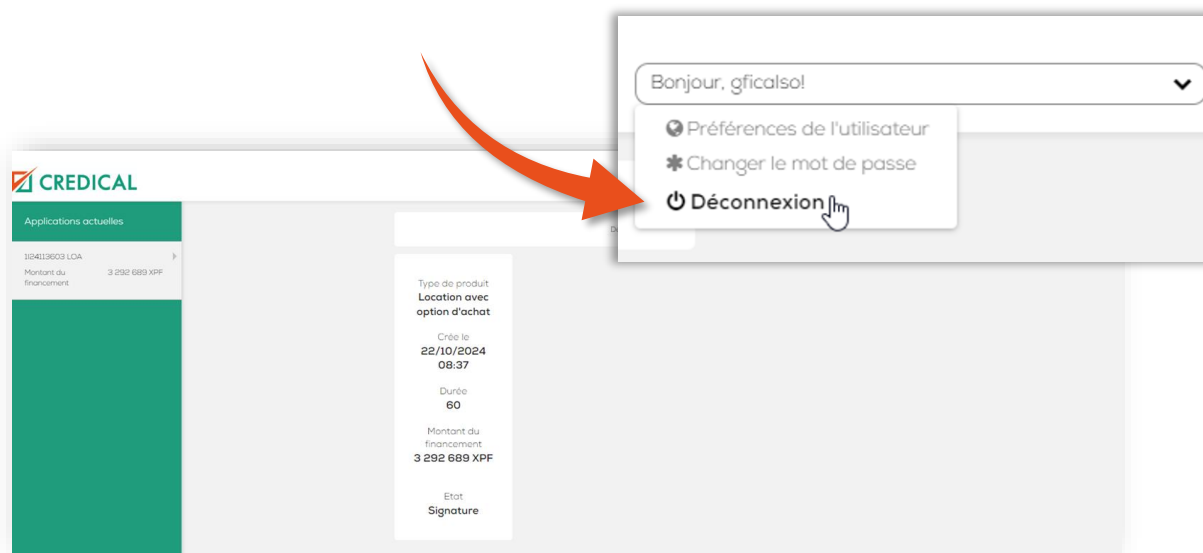 Bonjour, gficalso!
Préférences de l'utilisateur
Changer le mot de passe
Déconnexion
CREDICAL
Applications actuelles
1124113603 LOA
Montant du
financement
3 292 689 XPF
Type de produit
Location avec
option d'achat
Crée le
22/10/2024
08:37
Durée
60
Montant du
financement
3 292 689 XPF
Etat
Signature